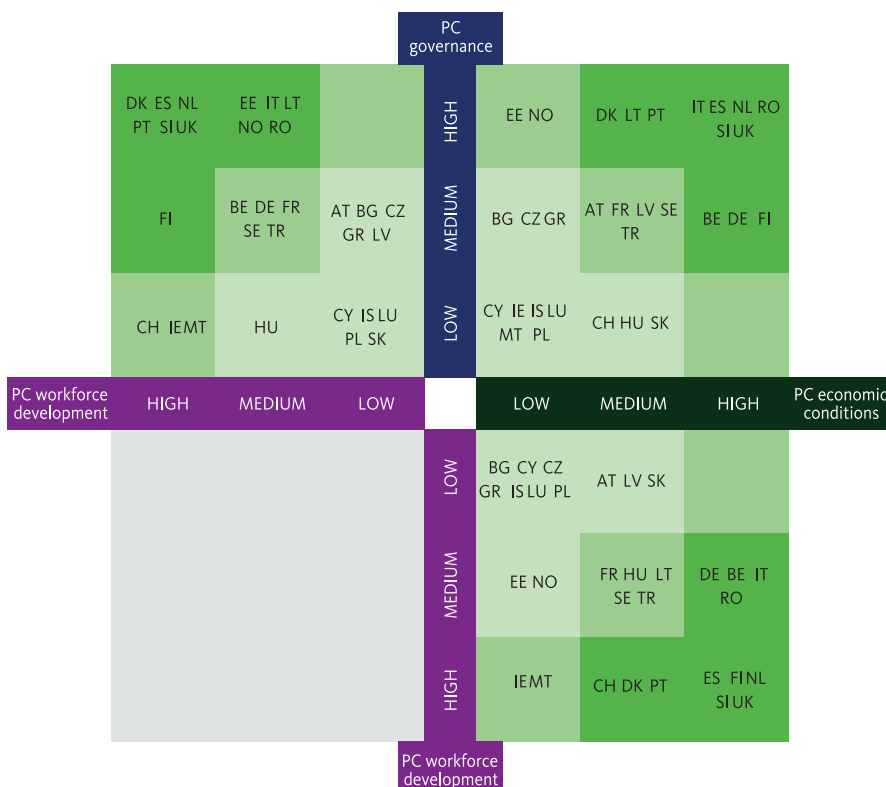 PC
governance
DK ES NL
PT SI UK
EE IT LT
NO RO
HIGH
EE NO
DK LT PT
IT ES NL RO
SI UK
FI
BE DE FR
SE TR
AT BG CZ
GR LV
MEDIUM
BG CZ GR
AT FR LV SE
TR
BE DE FI
CH IE MT
HU
CY IS LU
PL SK
LOW
CY IE IS LU
MT PL
CH HU SK
PC workforce
development
HIGH
MEDIUM
LOW
LOW
MEDIUM
HIGH
PC economic
conditions
LOW
BG CY CZ
GR IS LU PL
AT LV SK
MEDIUM
EE NO
FR HU LT
SE TR
DE BE IT
RO
HIGH
IE MT
CH DK PT
ES FI NL
SI UK
PC workforce
development